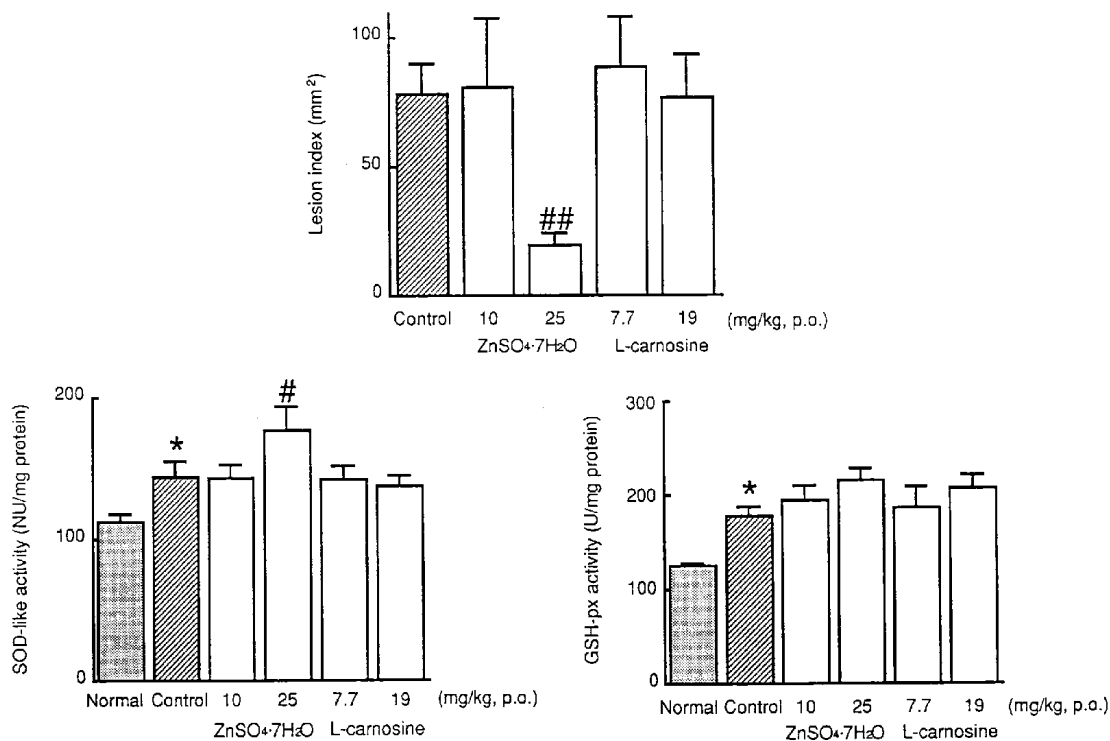 Lesion index (mm²)
100
50
0
##
Control 10 25 7.7 19 (mg/kg, p.o.)
ZnSO₄·7H₂O L-carnosine
SOD-like activity (NU/mg protein)
200
100
0
*
#
Normal Control 10 25 7.7 19 (mg/kg, p.o.)
ZnSO₄·7H₂O L-carnosine
GSH-px activity (U/mg protein)
300
200
100
0
*
Normal Control 10 25 7.7 19 (mg/kg, p.o.)
ZnSO₄·7H₂O L-carnosine